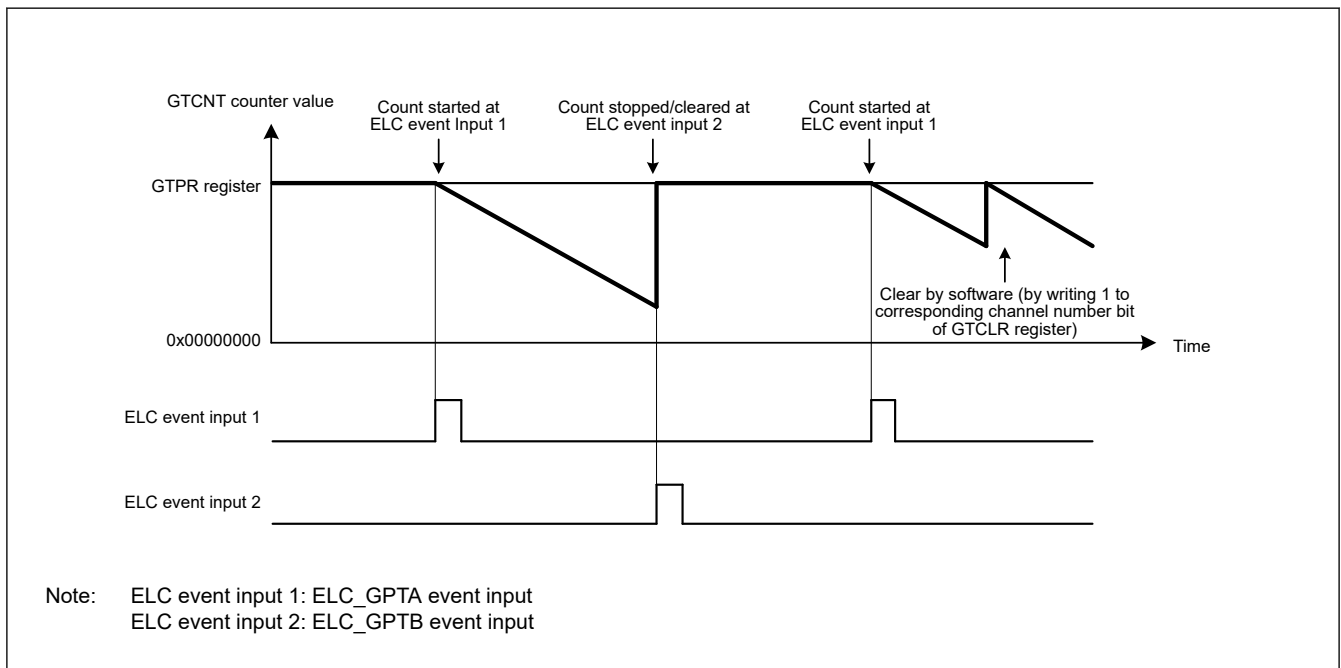 GTCNT counter value
Count started at
ELC event Input 1
Count stopped/cleared at
ELC event input 2
Count started at
ELC event input 1
GTPR register
Clear by software (by writing 1 to
corresponding channel number bit
of GTCLR register)
0x00000000
Time
ELC event input 1
ELC event input 2
Note: ELC event input 1: ELC_GPTA event input
ELC event input 2: ELC_GPTB event input